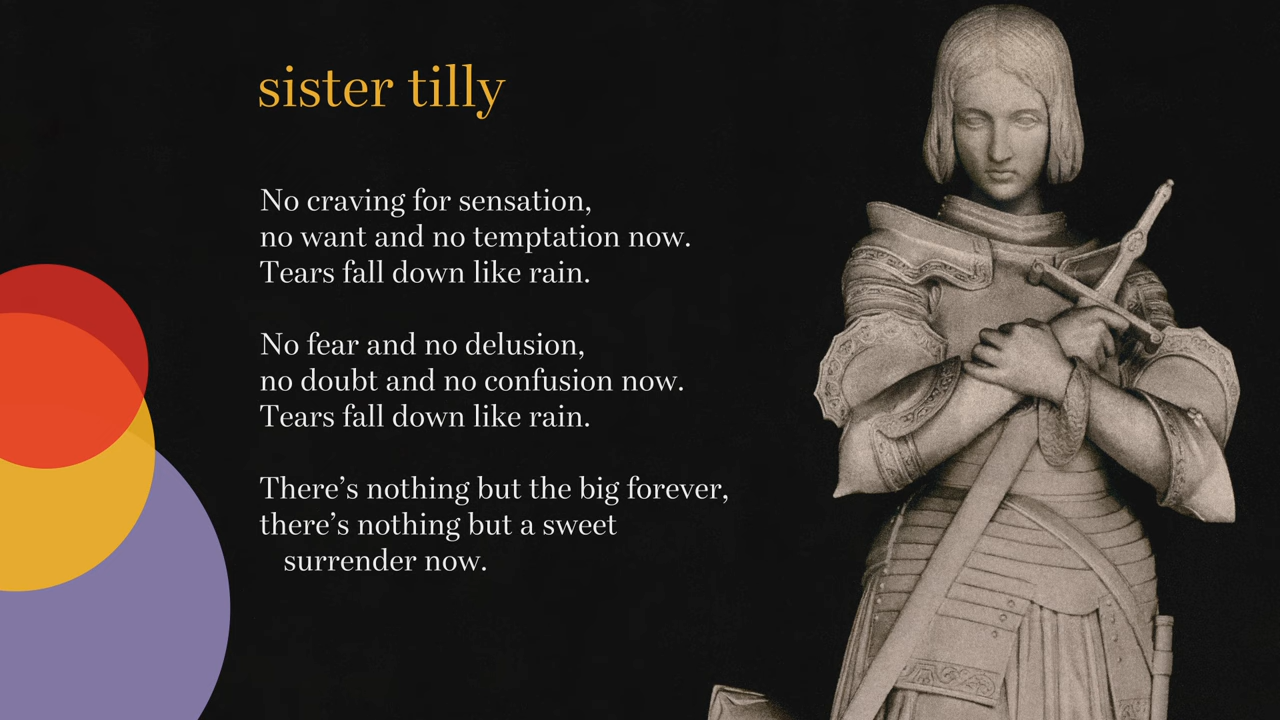 sister tilly
No craving for sensation,
no want and no temptation now.
Tears fall down like rain.
No fear and no delusion,
no doubt and no confusion now.
Tears fall down like rain.
There’s nothing but the big forever,
there’s nothing but a sweet
surrender now.